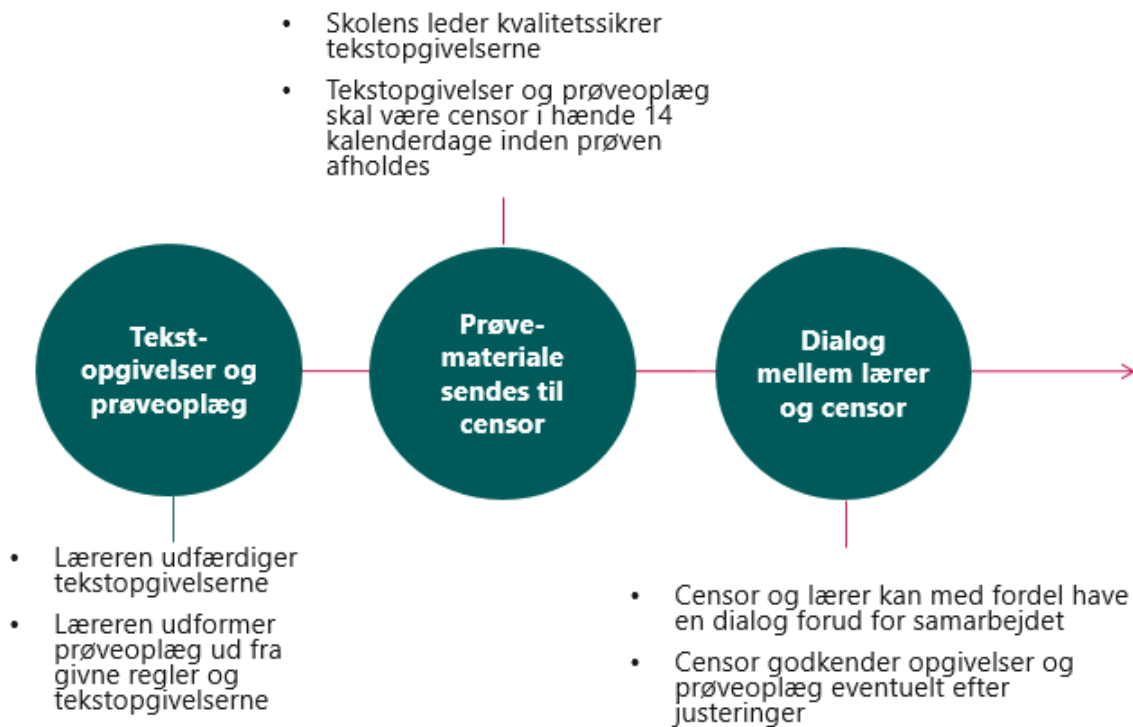 • Skolens leder kvalitetssikrer
tekstopgivelserne
• Tekstopgivelser og prøveoplæg
skal være censor i hænde 14
kalenderdage inden prøven
afholdes
Tekst-
opgivelser og
prøveoplæg
Prøve-
materiale
sendes til
censor
Dialog
mellem lærer
og censor
• Læreren udfærdiger
tekstopgivelserne
• Læreren udformer
prøveoplæg ud fra
givne regler og
tekstopgivelserne
• Censor og lærer kan med fordel have
en dialog forud for samarbejdet
• Censor godkender opgivelser og
prøveoplæg eventuelt efter
justeringer